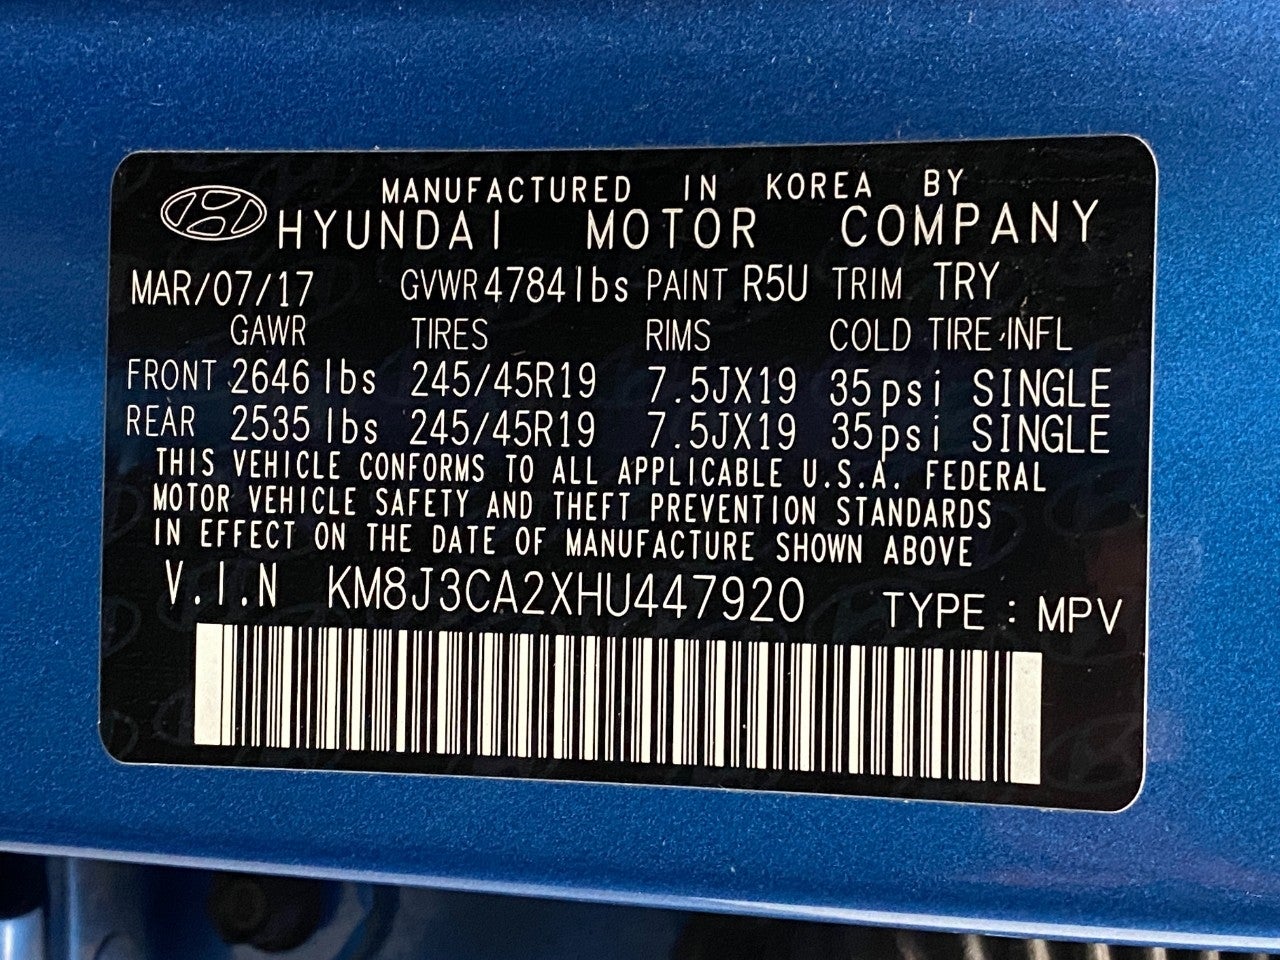 MANUFACTURED IN KOREA BY
HYUNDAI MOTOR COMPANY
MAR/07/17 GVWR 4784 lbs PAINT R5U TRIM TRY
GAWR TIRES RIMS COLD TIRE INFL
FRONT 2646 lbs 245/45R19 7.5JX19 35psi SINGLE
REAR 2535 lbs 245/45R19 7.5JX19 35psi SINGLE
THIS VEHICLE CONFORMS TO ALL APPLICABLE U.S.A. FEDERAL
MOTOR VEHICLE SAFETY AND THEFT PREVENTION STANDARDS
IN EFFECT ON THE DATE OF MANUFACTURE SHOWN ABOVE
V.I.N KM8J3CA2XHU447920 TYPE : MPV